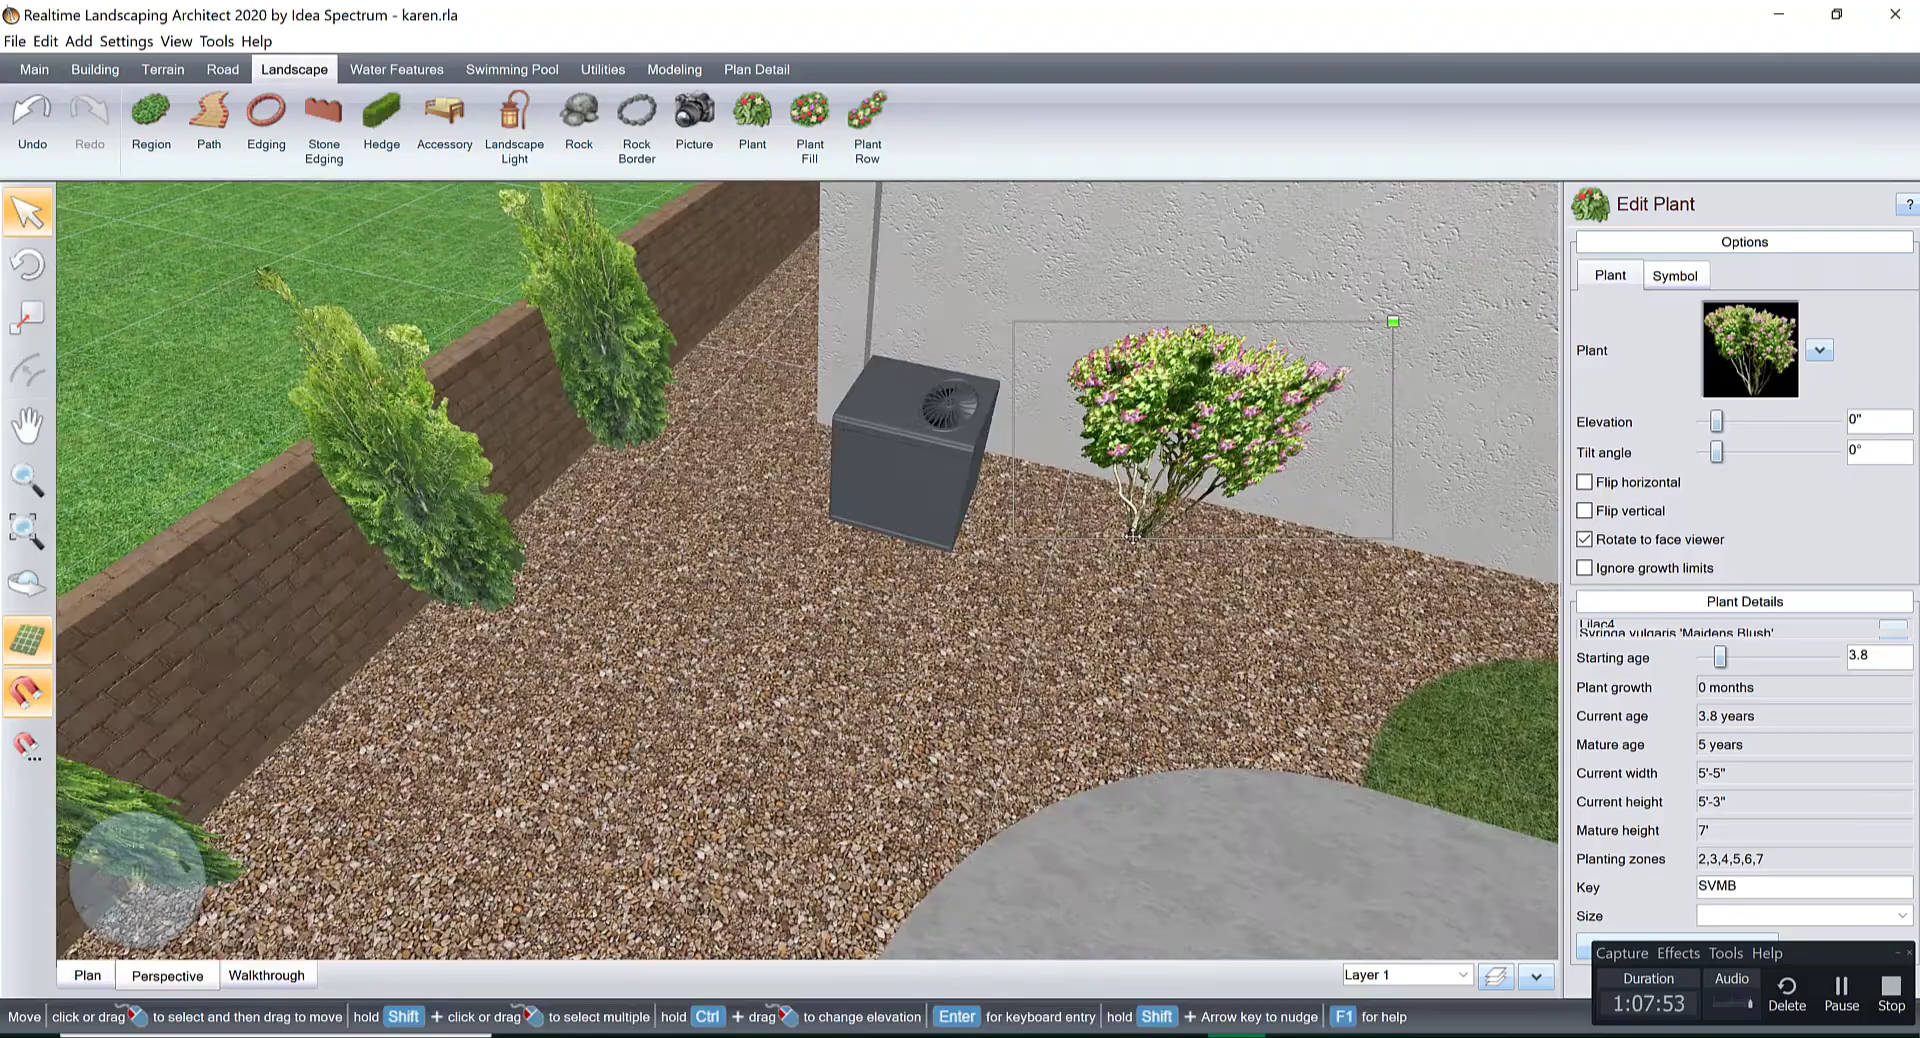 Realtime Landscaping Architect 2020 by Idea Spectrum - karen.rla
File Edit Add Settings View Tools Help
Main Building Terrain Road Landscape Water Features Swimming Pool Utilities Modeling Plan Detail
Undo Redo Region Path Edging Stone Edging Hedge Accessory Landscape Light Rock Rock Border Picture Plant Plant Fill Plant Row
Edit Plant ?
Options
Plant Symbol
Plant
Elevation 0"
Tilt angle 0°
Flip horizontal
Flip vertical
Rotate to face viewer
Ignore growth limits
Plant Details
Lilac4
Syringa vulgaris 'Maidens Blush'
Starting age 3.8
Plant growth 0 months
Current age 3.8 years
Mature age 5 years
Current width 5'-5"
Current height 5'-3"
Mature height 7'
Planting zones 2,3,4,5,6,7
Key SVMB
Size
Capture Effects Tools Help
Duration Audio
1:07:53 Delete Pause Stop
Plan Perspective Walkthrough Layer 1
Move click or drag to select and then drag to move hold Shift + click or drag to select multiple hold Ctrl + drag to change elevation Enter for keyboard entry hold Shift + Arrow key to nudge F1 for help